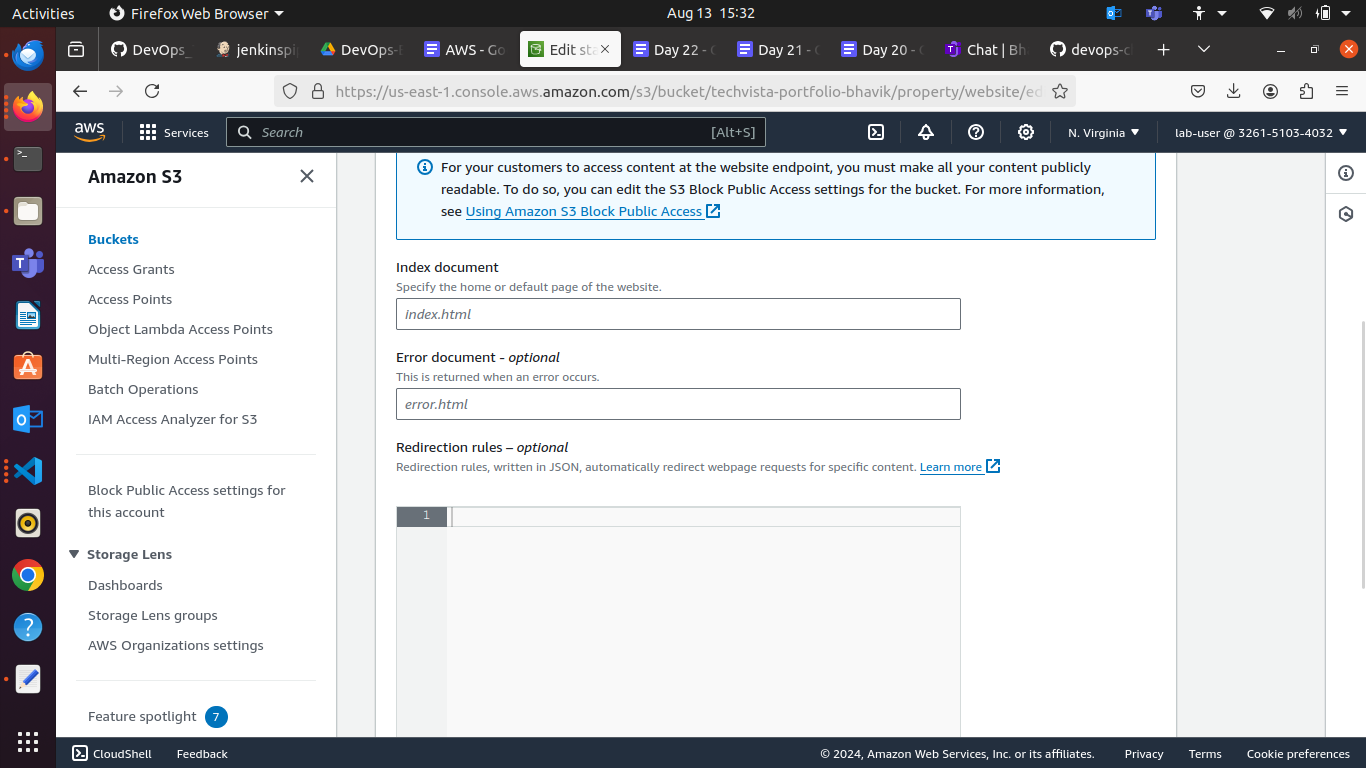 Activities
Firefox Web Browser
Aug 13 15:32
DevOps_
jenkinspi
DevOps-
AWS - Go
Edit sta
Day 22 -
Day 21 -
Day 20 -
Chat | Bh
devops-c
https://us-east-1.console.aws.amazon.com/s3/bucket/techvista-portfolio-bhavik/property/website/ed
aws
Services
Search
[Alt+S]
N. Virginia
lab-user @ 3261-5103-4032
Amazon S3
Buckets
Access Grants
Access Points
Object Lambda Access Points
Multi-Region Access Points
Batch Operations
IAM Access Analyzer for S3
Block Public Access settings for
this account
Storage Lens
Dashboards
Storage Lens groups
AWS Organizations settings
Feature spotlight 7
For your customers to access content at the website endpoint, you must make all your content publicly
readable. To do so, you can edit the S3 Block Public Access settings for the bucket. For more information,
see Using Amazon S3 Block Public Access
Index document
Specify the home or default page of the website.
index.html
Error document - optional
This is returned when an error occurs.
error.html
Redirection rules – optional
Redirection rules, written in JSON, automatically redirect webpage requests for specific content. Learn more
1
CloudShell
Feedback
© 2024, Amazon Web Services, Inc. or its affiliates.
Privacy
Terms
Cookie preferences